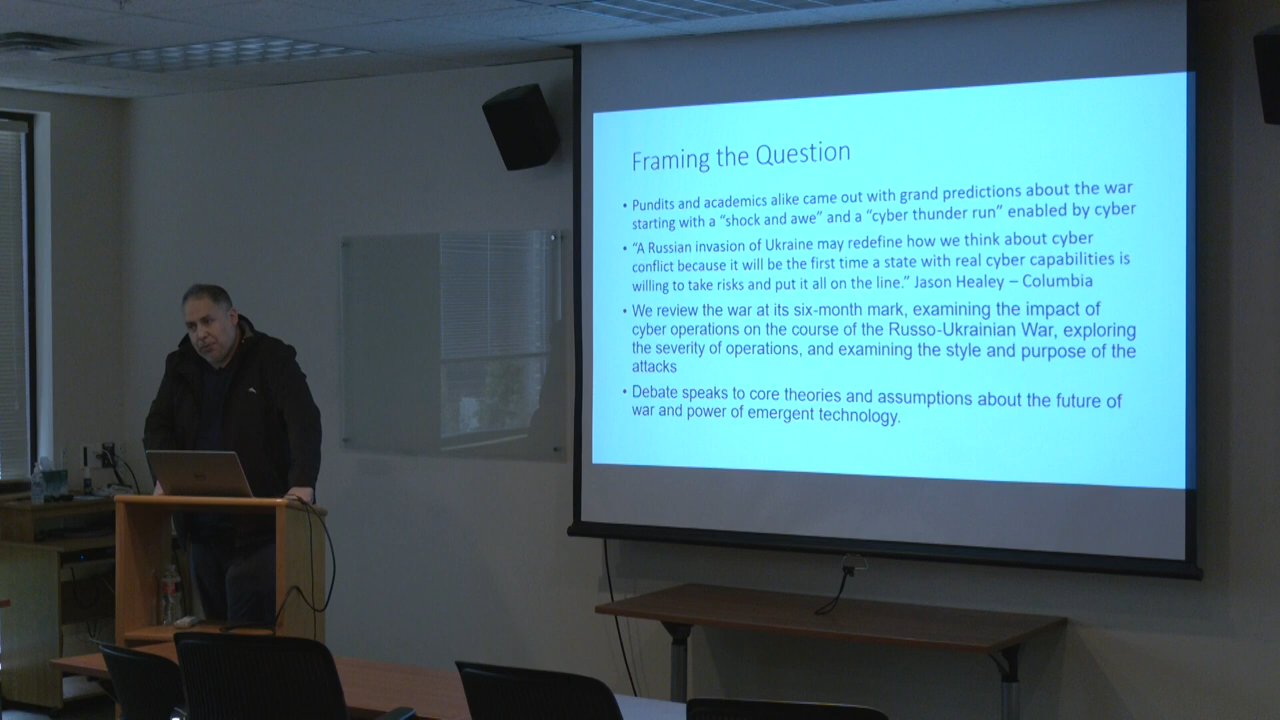 Framing the Question
• Pundits and academics alike came out with grand predictions about the war
starting with a “shock and awe” and a “cyber thunder run” enabled by cyber
• “A Russian invasion of Ukraine may redefine how we think about cyber
conflict because it will be the first time a state with real cyber capabilities is
willing to take risks and put it all on the line.” Jason Healey – Columbia
• We review the war at its six-month mark, examining the impact of
cyber operations on the course of the Russo-Ukrainian War, exploring
the severity of operations, and examining the style and purpose of the
attacks
• Debate speaks to core theories and assumptions about the future of
war and power of emergent technology.